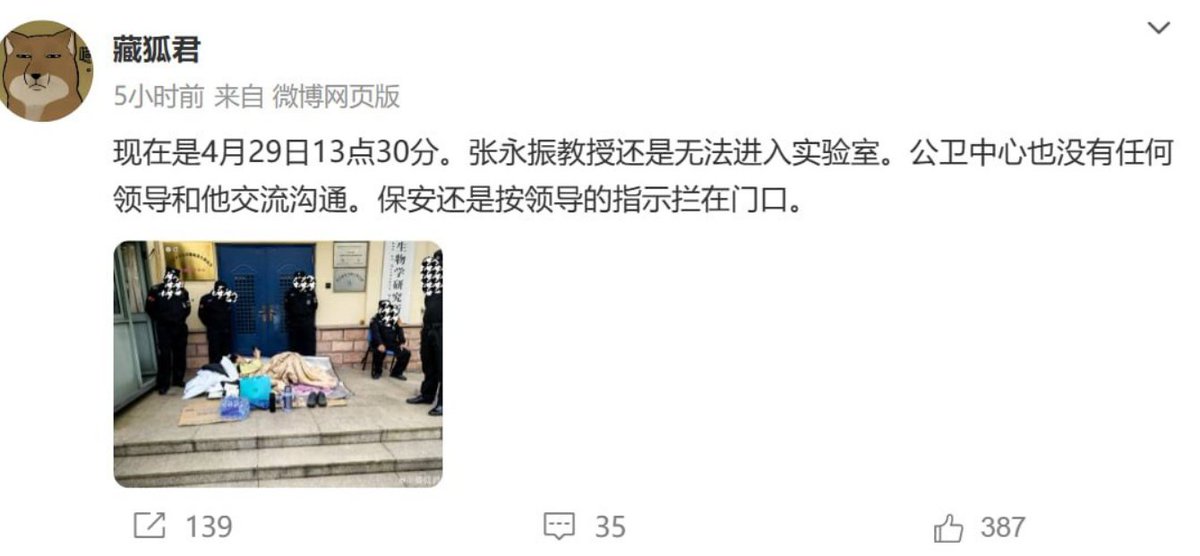 藏狐君
5小时前 来自 微博网页版
现在是4月29日13点30分。张永振教授还是无法进入实验室。公卫中心也没有任何
领导和他交流沟通。保安还是按领导的指示拦在门口。
生物学研究
139
35
387